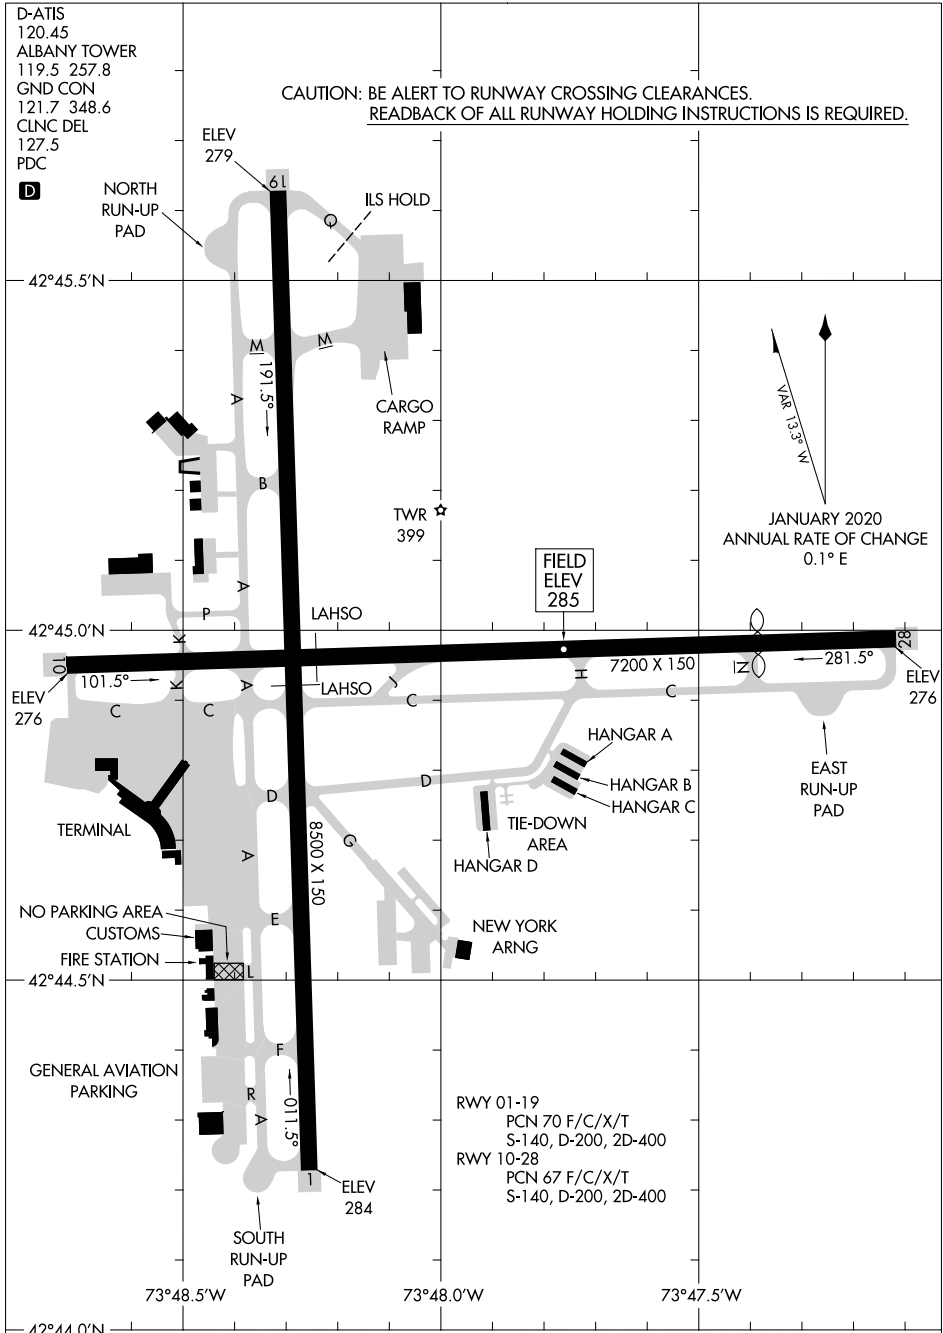 D-ATIS
120.45
ALBANY TOWER
119.5 257.8
GND CON
121.7 348.6
CLNC DEL
127.5
PDC
D
CAUTION: BE ALERT TO RUNWAY CROSSING CLEARANCES.
READBACK OF ALL RUNWAY HOLDING INSTRUCTIONS IS REQUIRED.
ELEV
279
19
NORTH
RUN-UP
PAD
ILS HOLD
Q
42°45.5'N
M
M
191.5°
A
CARGO
RAMP
VAR 13.3° W
JANUARY 2020
ANNUAL RATE OF CHANGE
0.1° E
B
TWR
399
FIELD
ELEV
285
A
P
LAHSO
42°45.0'N
K
10
28
7200 X 150
N
281.5°
101.5°
K
A
LAHSO
J
H
C
C
C
C
ELEV
276
ELEV
276
HANGAR A
HANGAR B
HANGAR C
EAST
RUN-UP
PAD
D
D
TIE-DOWN
AREA
HANGAR D
TERMINAL
A
8500 X 150
G
NO PARKING AREA
CUSTOMS
FIRE STATION
E
NEW YORK
ARNG
L
42°44.5'N
F
GENERAL AVIATION
PARKING
R
A
011.5°
RWY 01-19
PCN 70 F/C/X/T
S-140, D-200, 2D-400
RWY 10-28
PCN 67 F/C/X/T
S-140, D-200, 2D-400
1
ELEV
284
SOUTH
RUN-UP
PAD
73°48.5'W
73°48.0'W
73°47.5'W
42°44.0'N